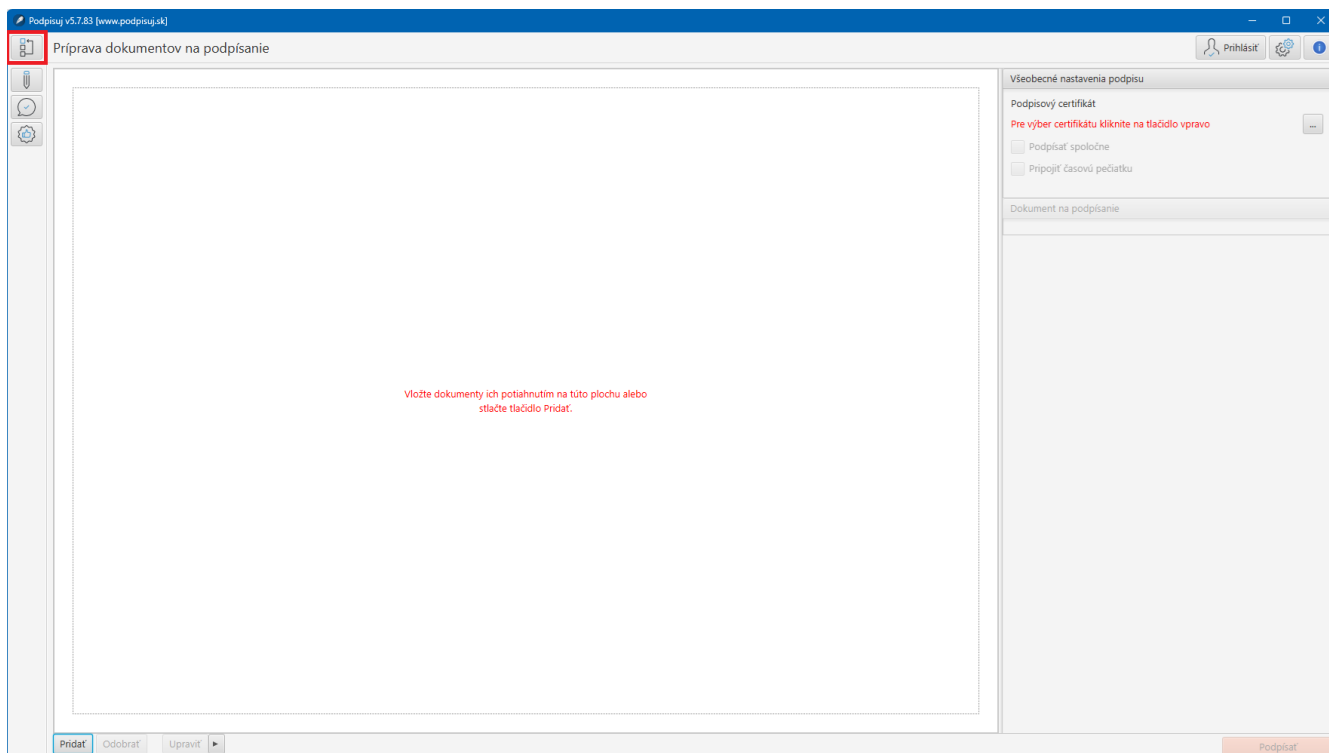 Podpisuj v5.7.83 [www.podpisuj.sk]
Príprava dokumentov na podpísanie
Prihlásiť
Všeobecné nastavenia podpisu
Podpisový certifikát
Pre výber certifikátu kliknite na tlačidlo vpravo
...
Podpísať spoločne
Pripojiť časovú pečiatku
Dokument na podpísanie
Vložte dokumenty ich potiahnutím na túto plochu alebo
stlačte tlačidlo Pridať.
Pridať Odobrať Upraviť
Podpísať